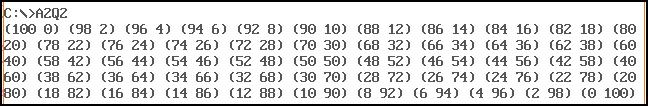 C:\>A2Q2
(100 0) (98 2) (96 4) (94 6) (92 8) (90 10) (88 12) (86 14) (84 16) (82 18) (80
20) (78 22) (76 24) (74 26) (72 28) (70 30) (68 32) (66 34) (64 36) (62 38) (60
40) (58 42) (56 44) (54 46) (52 48) (50 50) (48 52) (46 54) (44 56) (42 58) (40
60) (38 62) (36 64) (34 66) (32 68) (30 70) (28 72) (26 74) (24 76) (22 78) (20
80) (18 82) (16 84) (14 86) (12 88) (10 90) (8 92) (6 94) (4 96) (2 98) (0 100)